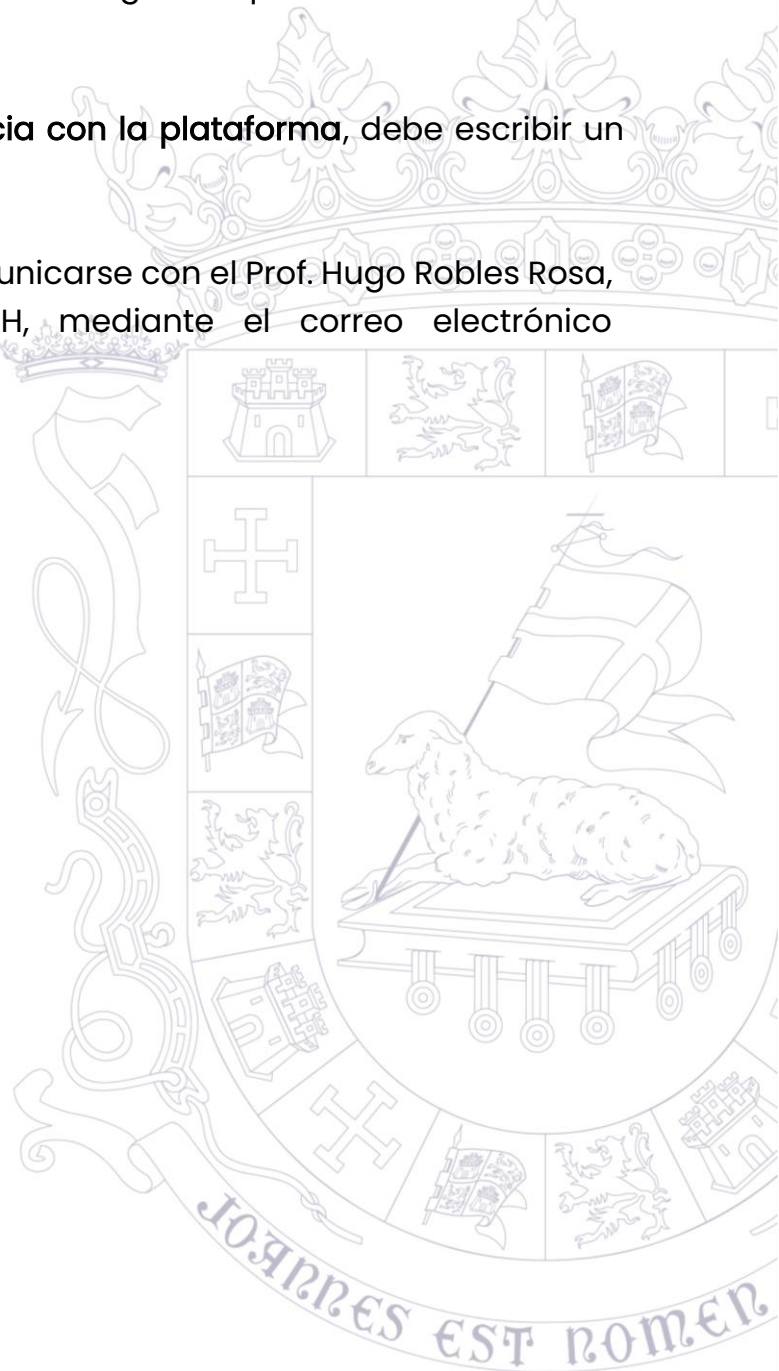 cia con la plataforma, debe escribir un
unicarse con el Prof. Hugo Robles Rosa,
H, mediante el correo electrónico
JOANNES EST NOMEN